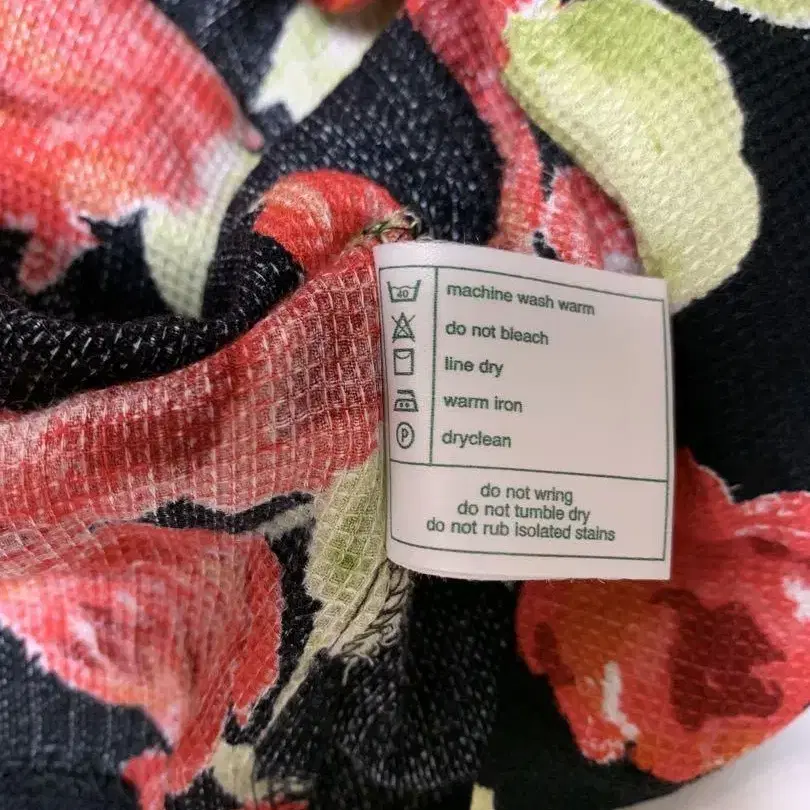 40 machine wash warm
do not bleach
line dry
warm iron
P dryclean
do not wring
do not tumble dry
do not rub isolated stains